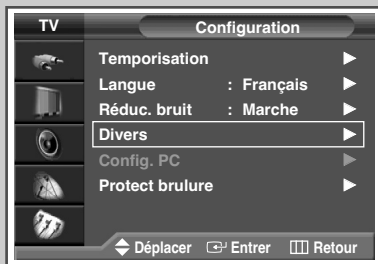 TV Configuration
Temporisation
Langue : Français
Réduc. bruit : Marche
Divers
Config. PC
Protect brulure
Déplacer Entrer Retour